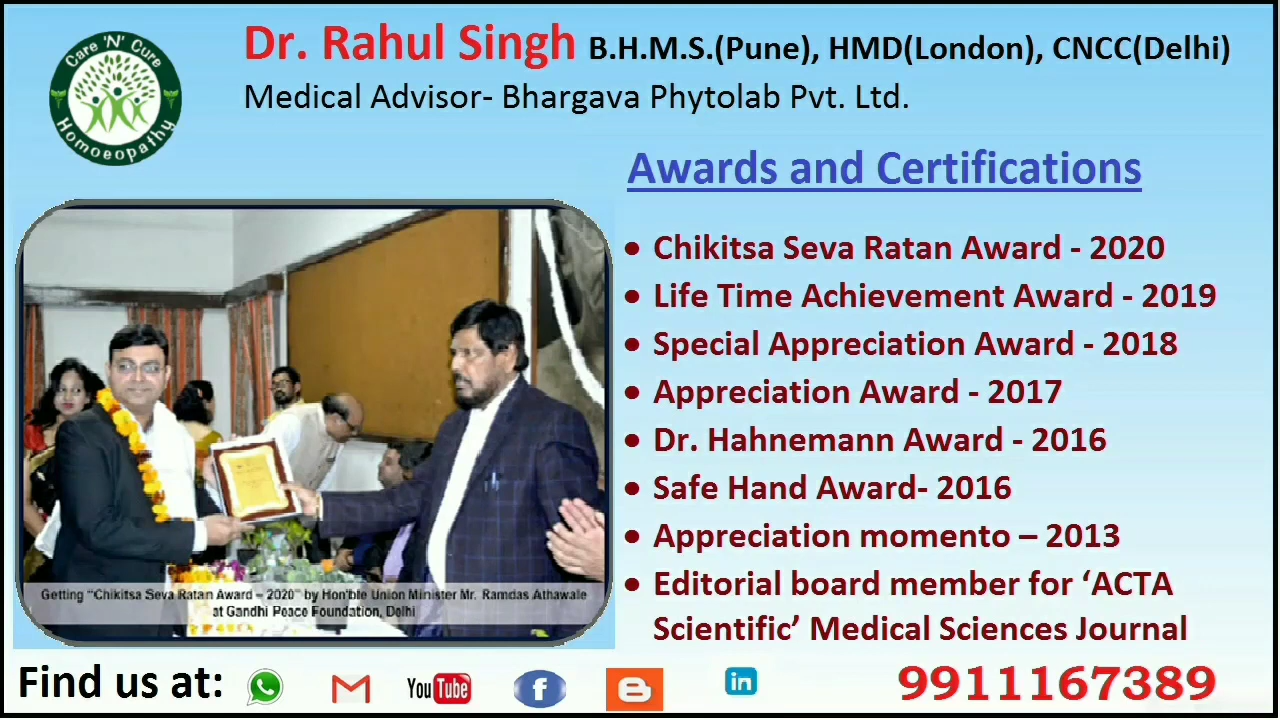 Care 'N' Cure
Homoeopathy
Dr. Rahul Singh B.H.M.S.(Pune), HMD(London), CNCC(Delhi)
Medical Advisor- Bhargava Phytolab Pvt. Ltd.
Awards and Certifications
• Chikitsa Seva Ratan Award - 2020
• Life Time Achievement Award - 2019
• Special Appreciation Award - 2018
• Appreciation Award - 2017
• Dr. Hahnemann Award - 2016
• Safe Hand Award- 2016
• Appreciation momento – 2013
• Editorial board member for ‘ACTA
Scientific’ Medical Sciences Journal
Getting “Chikitsa Seva Ratan Award – 2020” by Hon'ble Union Minister Mr. Ramdas Athawale
at Gandhi Peace Foundation, Delhi
Find us at:
YouTube
f
in
9911167389